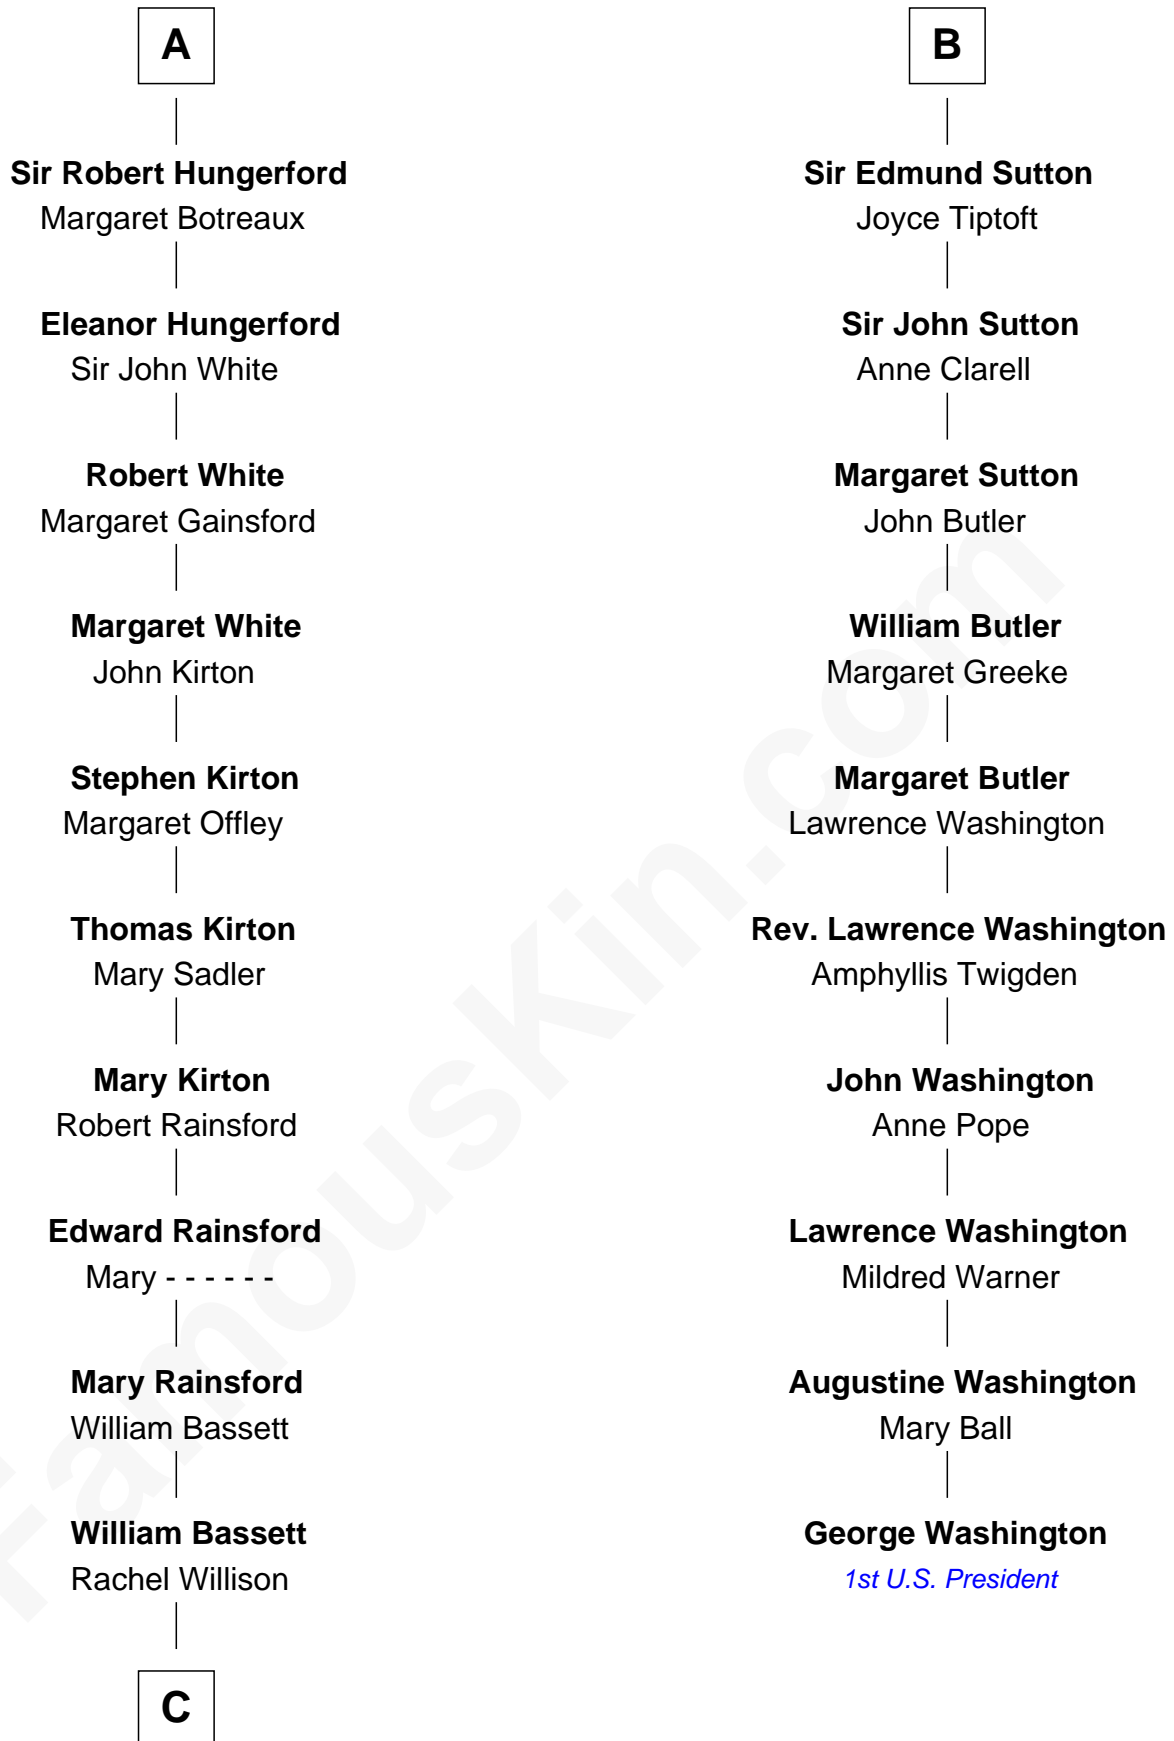 A
Sir Robert Hungerford
Margaret Botreaux
Eleanor Hungerford
Sir John White
Robert White
Margaret Gainsford
Margaret White
John Kirton
Stephen Kirton
Margaret Offley
Thomas Kirton
Mary Sadler
Mary Kirton
Robert Rainsford
Edward Rainsford
Mary - - - - - -
Mary Rainsford
William Bassett
William Bassett
Rachel Willison
C
B
Sir Edmund Sutton
Joyce Tiptoft
Sir John Sutton
Anne Clarell
Margaret Sutton
John Butler
William Butler
Margaret Greeke
Margaret Butler
Lawrence Washington
Rev. Lawrence Washington
Amphyllis Twigden
John Washington
Anne Pope
Lawrence Washington
Mildred Warner
Augustine Washington
Mary Ball
George Washington
1st U.S. President
FamousKin.com